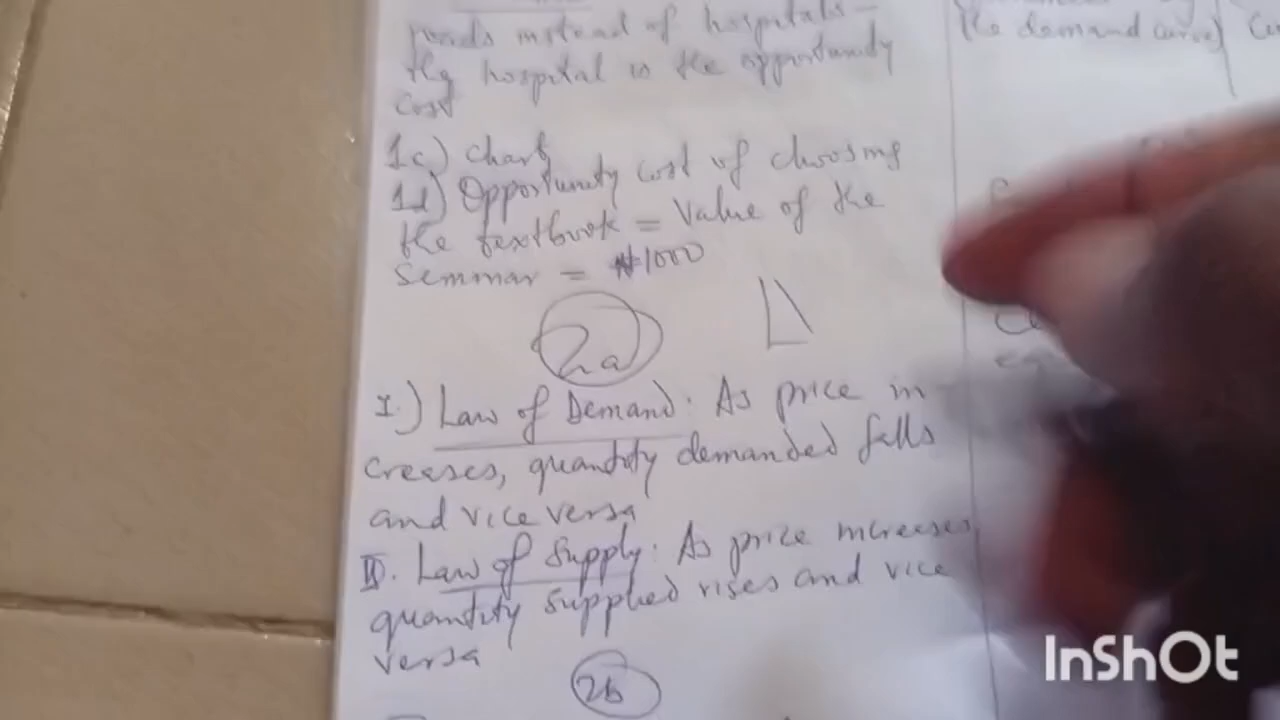 roads instead of hospitals -
the hospital is the opportunity
cost
1c) Chart
1d) Opportunity cost of choosing
the textbook = Value of the
Seminar = ₦1000
2a
I.) Law of Demand: As price in-
creases, quantity demanded falls
and vice versa
II. Law of Supply: As price increases,
quantity supplied rises and vice
versa
2b
the demand curve)
InShOt